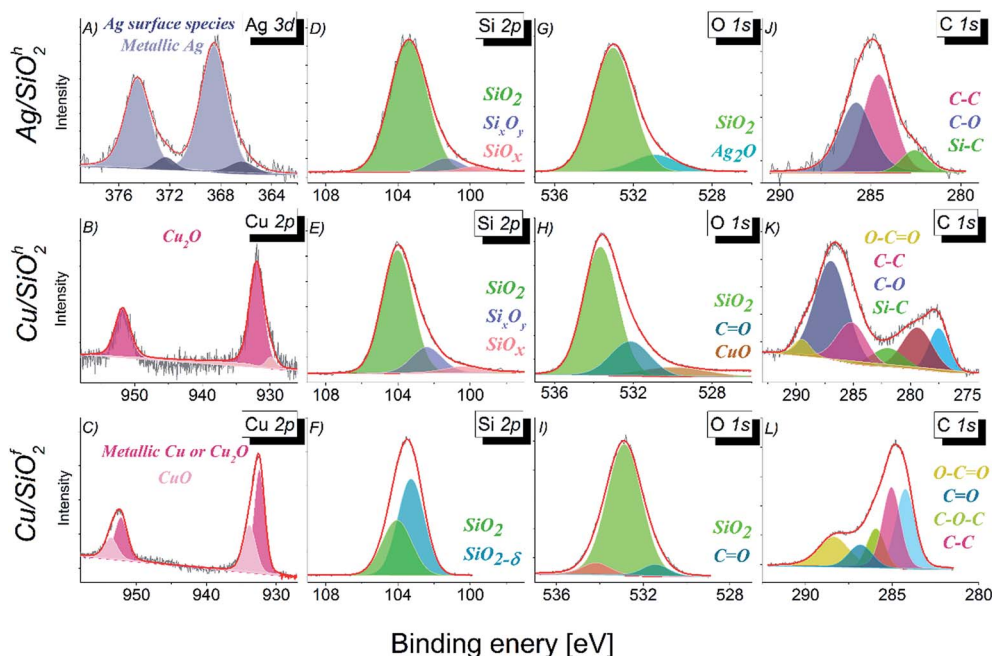 Ag/SiO₂ʰ
Intensity
A)
Ag surface species
Metallic Ag
Ag 3d
376 372 368 364
D)
Si 2p
SiO₂
SiₓOᵧ
SiOₓ
108 104 100
G)
O 1s
SiO₂
Ag₂O
536 532 528
J)
C 1s
C-C
C-O
Si-C
290 285 280
Cu/SiO₂ʰ
Intensity
B)
Cu₂O
Cu 2p
950 940 930
E)
Si 2p
SiO₂
SiₓOᵧ
SiOₓ
108 104 100
H)
O 1s
SiO₂
C=O
CuO
536 532 528
K)
C 1s
O-C=O
C-C
C-O
Si-C
290 285 280 275
Cu/SiO₂ᶠ
Intensity
C)
Metallic Cu or Cu₂O
CuO
Cu 2p
950 940 930
F)
Si 2p
SiO₂
SiO₂₋δ
108 104 100
I)
O 1s
SiO₂
C=O
536 532 528
L)
C 1s
O-C=O
C=O
C-O-C
C-C
290 285 280
Binding enery [eV]